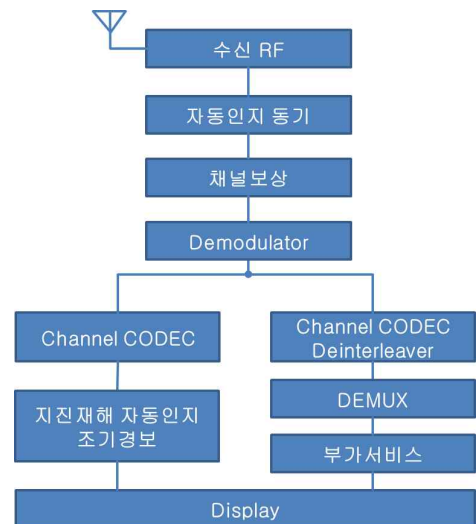 수신 RF
자동인지 동기
채널보상
Demodulator
Channel CODEC
지진재해 자동인지
조기경보
Channel CODEC
Deinterleaver
DEMUX
부가서비스
Display